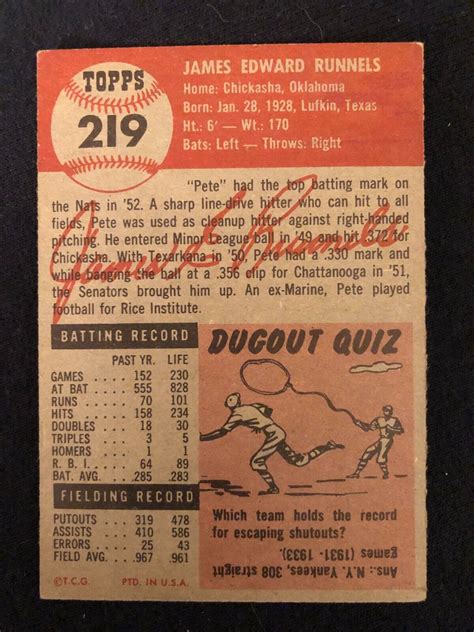 TOPPS
219
JAMES EDWARD RUNNELS
Home: Chickasha, Oklahoma
Born: Jan. 28, 1928, Lufkin, Texas
Ht.: 6' — Wt.: 170
Bats: Left — Throws: Right
"Pete" had the top batting mark on
the Nats in '52. A sharp line-drive hitter who can hit to all
fields, Pete was used as cleanup hitter against right-handed
pitching. He entered Minor League ball in '49 and hit .372 for
Chickasha. With Texarkana in '50, Pete had a .330 mark and
while banging the ball at a .356 clip for Chattanooga in '51,
the Senators brought him up. An ex-Marine, Pete played
football for Rice Institute.
James E. Runnels
BATTING RECORD
PAST YR. LIFE
GAMES .... 152 230
AT BAT .... 555 828
RUNS .... 70 101
HITS .... 158 234
DOUBLES .. 18 30
TRIPLES ... 3 5
HOMERS ... 1 1
R. B. I. .... 64 89
BAT. AVG. ... .285 .283
FIELDING RECORD
PUTOUTS .. 319 478
ASSISTS ... 410 586
ERRORS ... 25 43
FIELD AVG. .. .967 .961
©T.C.G. PTD. IN U.S.A.
DUGOUT QUIZ
Which team holds the record
for escaping shutouts?
Ans.: N.Y. Yankees, 308 straight
games (1931-1933).